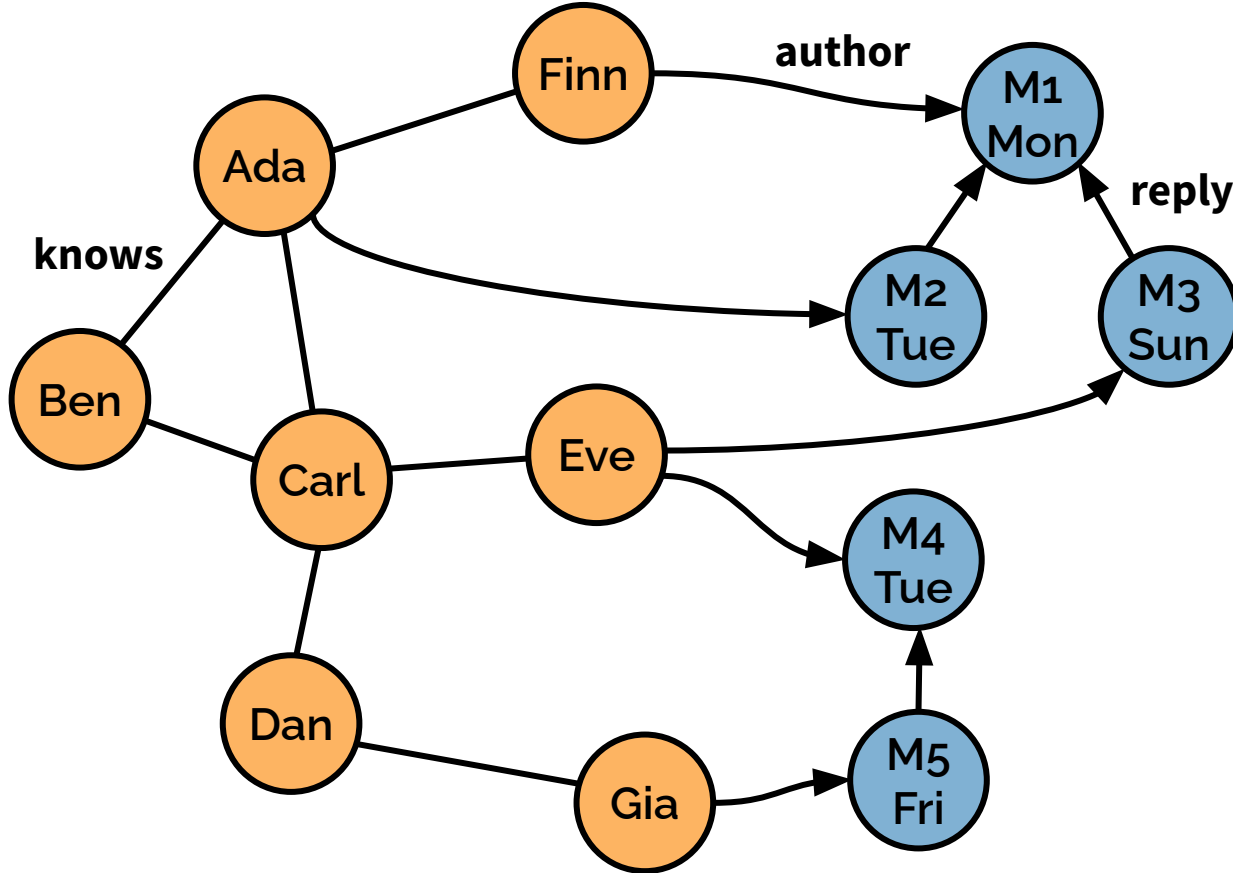 Finn
author
M1
Mon
Ada
reply
knows
M2
Tue
M3
Sun
Ben
Carl
Eve
M4
Tue
Dan
M5
Fri
Gia